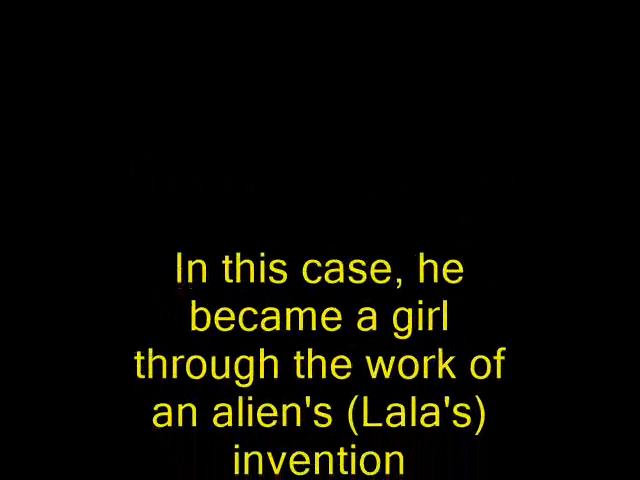 In this case, he
became a girl
through the work of
an alien's (Lala's)
invention